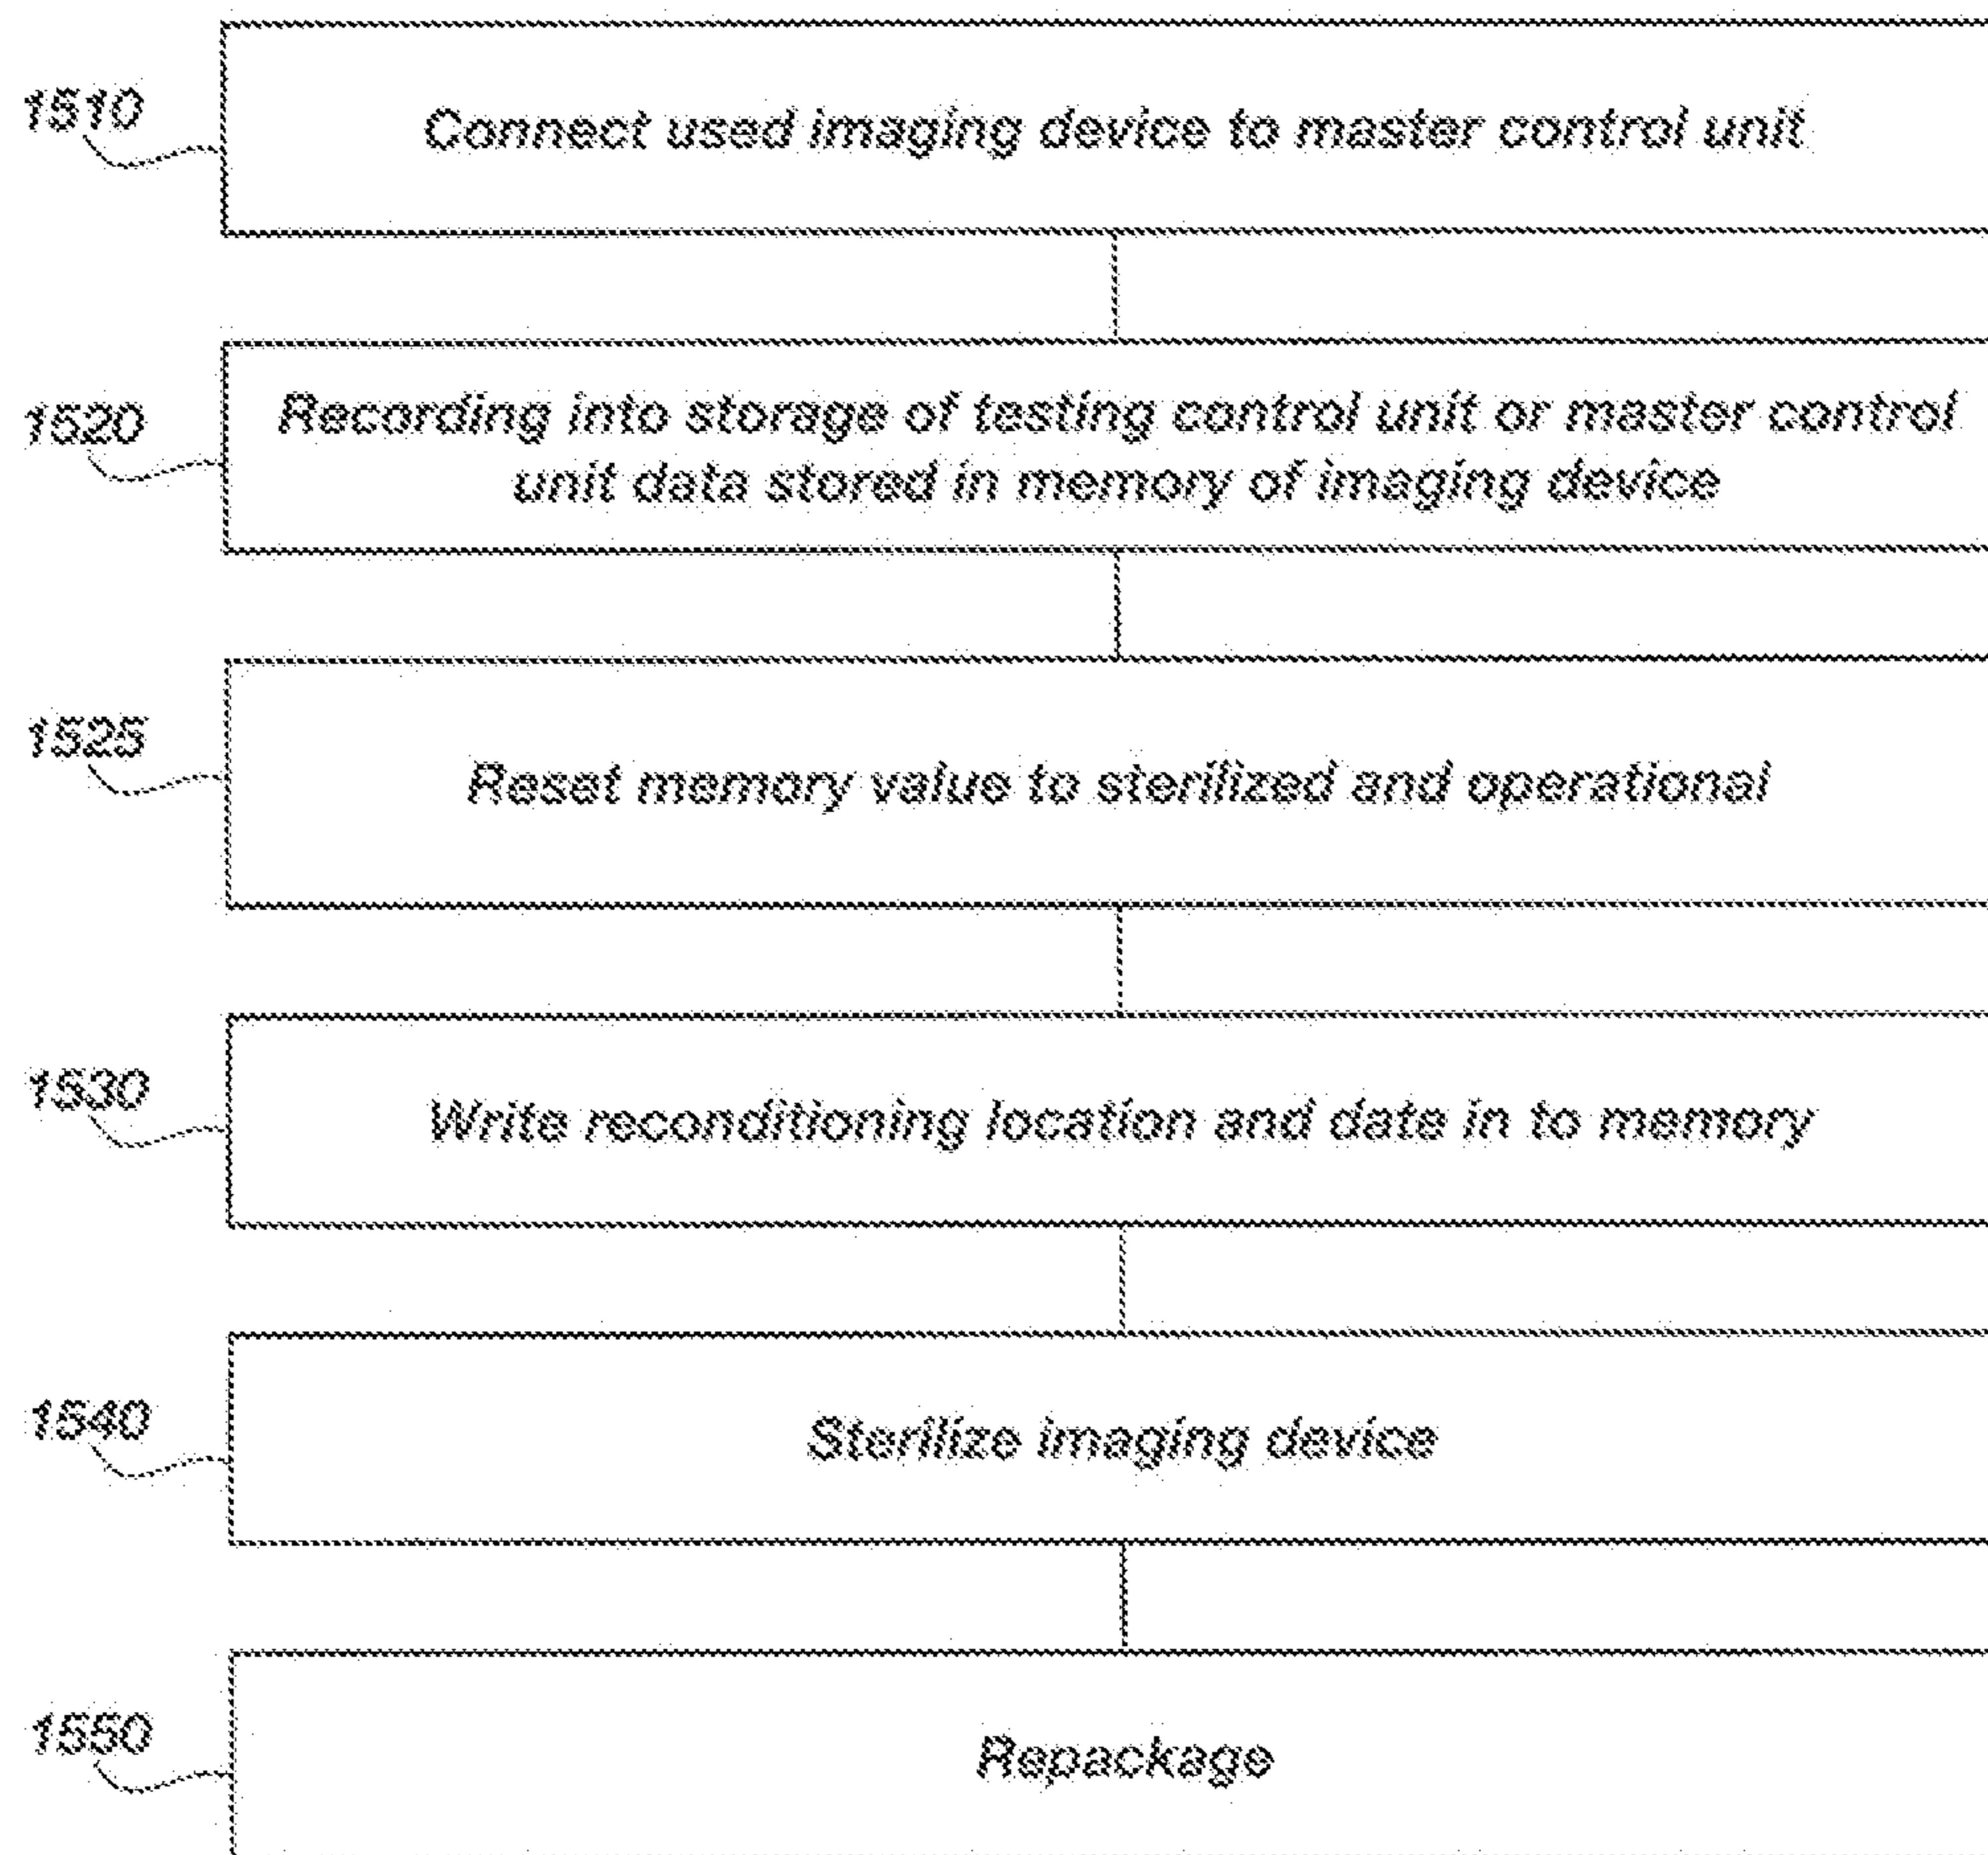 1510
Connect used imaging device to master control unit
1520
Recording into storage of testing control unit or master control
unit data stored in memory of imaging device
1525
Reset memory value to sterilized and operational
1530
Write reconditioning location and date in to memory
1540
Sterilize imaging device
1550
Repackage